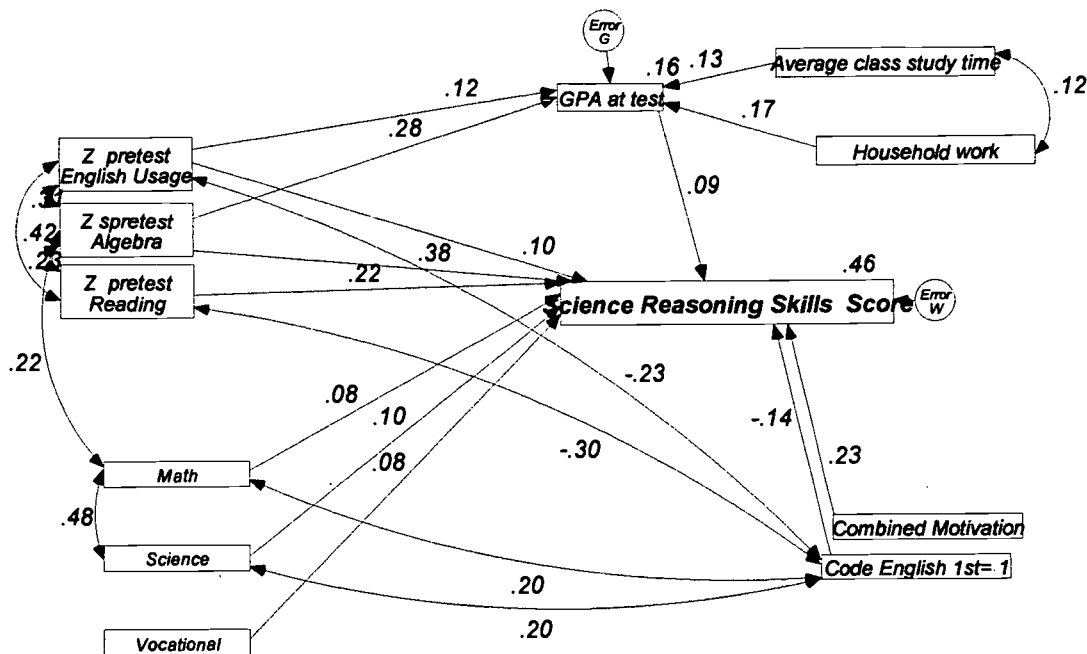 Error
G
.16
.13
Average class study time
.12
GPA at test
.12
.28
.17
Household work
Z pretest
English Usage
.09
Z spretest
Algebra
.42
.38
.10
.23
.22
.46
Z pretest
Reading
Science Reasoning Skills Score
Error
W
.22
-.23
.08
.10
-.14
.08
-.30
.23
Math
.48
Combined Motivation
Science
Code English 1st= 1
.20
.20
Vocational